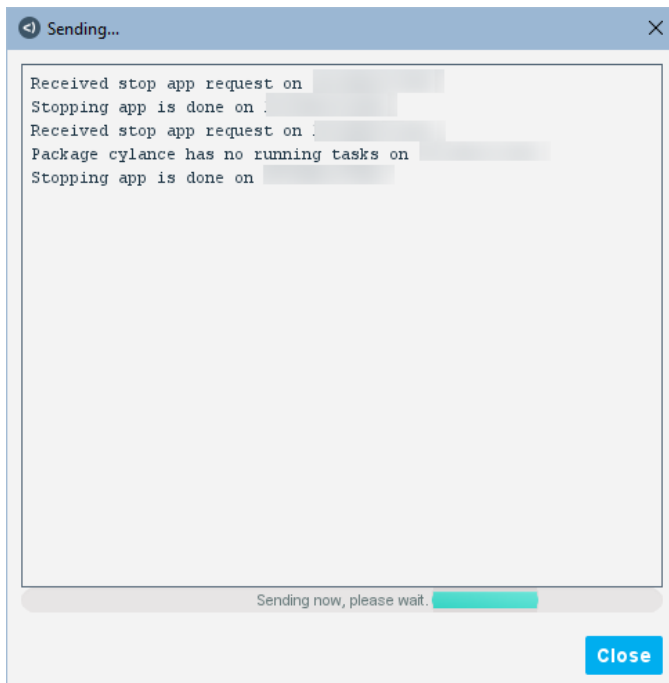 Sending...
Received stop app request on
Stopping app is done on
Received stop app request on
Package cylance has no running tasks on
Stopping app is done on
Sending now, please wait.
Close